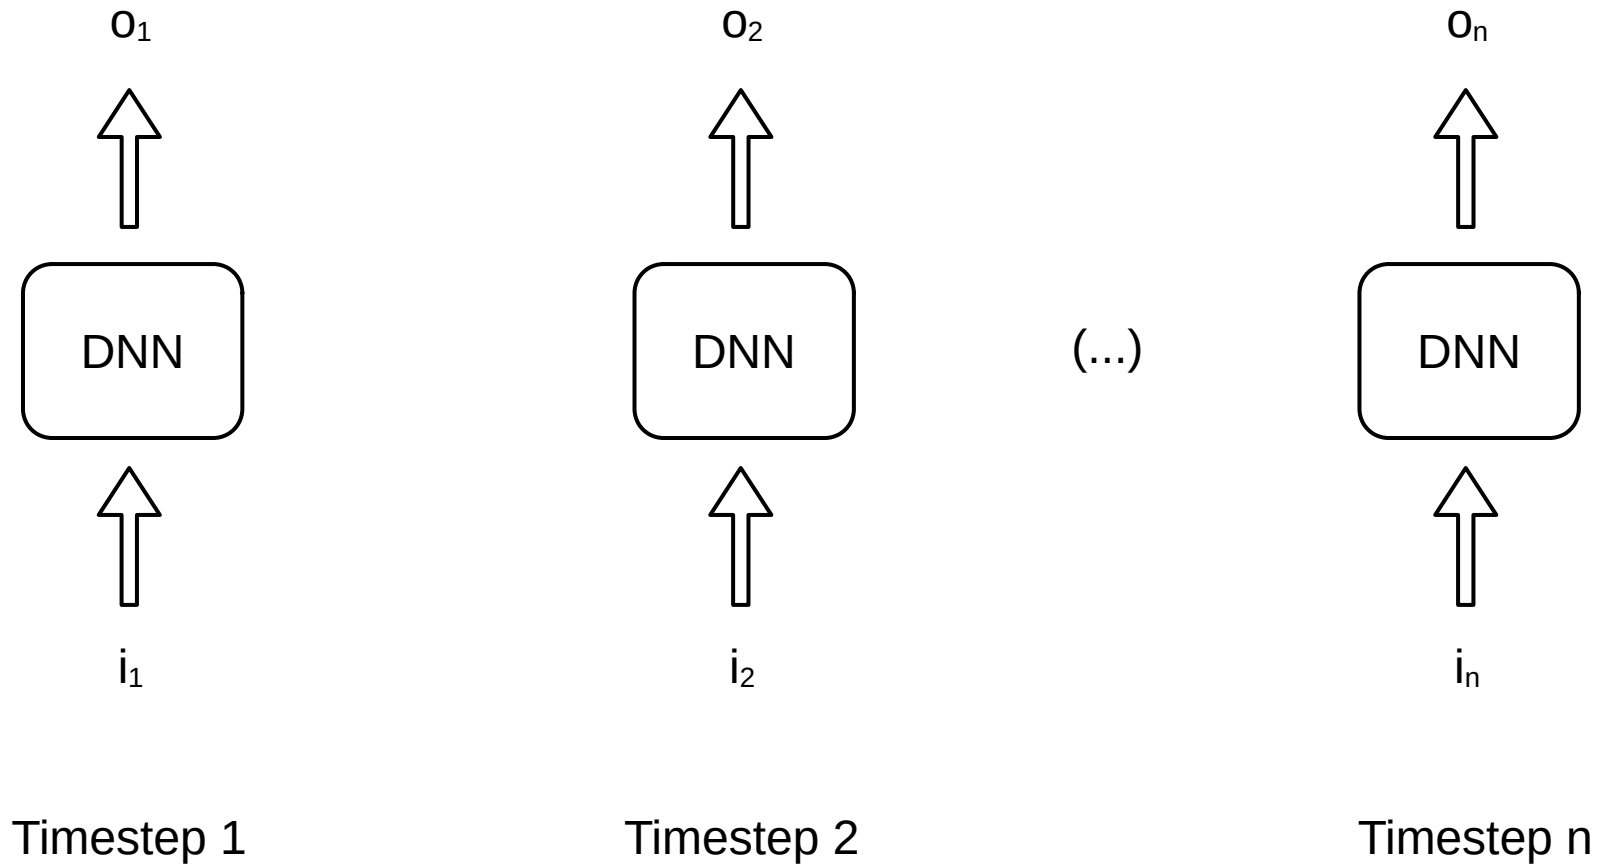 o₁ o₂ oₙ
DNN DNN (...) DNN
i₁ i₂ iₙ
Timestep 1 Timestep 2 Timestep n